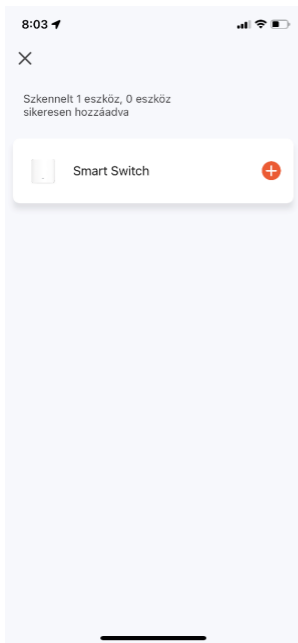 8:03
Szkennelt 1 eszköz, 0 eszköz
sikeresen hozzáadva
Smart Switch